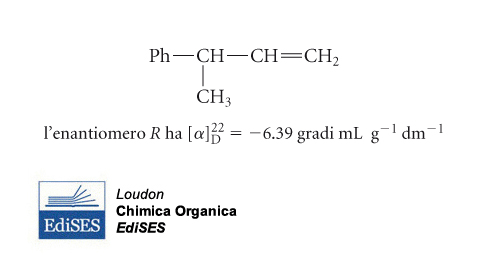 Ph—CH—CH=CH₂
CH₃
l'enantiomero R ha [α]²²_D = −6.39 gradi mL g⁻¹ dm⁻¹
Loudon
Chimica Organica
EdiSES
EdiSES